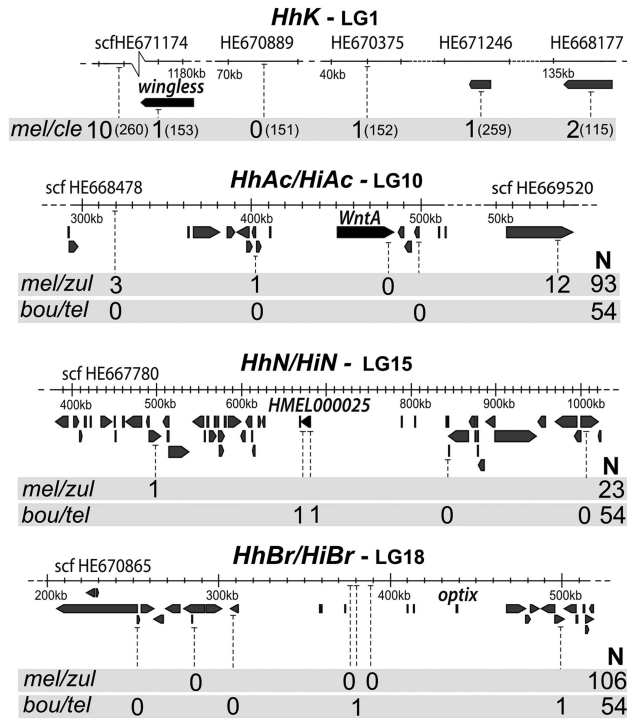 HhK - LG1
scfHE671174 HE670889 HE670375 HE671246 HE668177
1180kb 70kb 40kb 135kb
wingless
mel/cle 10(260) 1(153) 0(151) 1(152) 1(259) 2(115)
HhAc/HiAc - LG10
scf HE668478 HE669520
300kb 400kb 500kb 50kb
WntA
N
mel/zul 3 1 0 12 93
bou/tel 0 0 0 54
HhN/HiN - LG15
scf HE667780
400kb 500kb 600kb 800kb 900kb 1000kb
HMEL000025
N
mel/zul 1 23
bou/tel 1 1 0 0 54
HhBr/HiBr - LG18
scf HE670865
200kb 300kb 400kb 500kb
optix
N
mel/zul 0 0 0 106
bou/tel 0 0 1 1 54